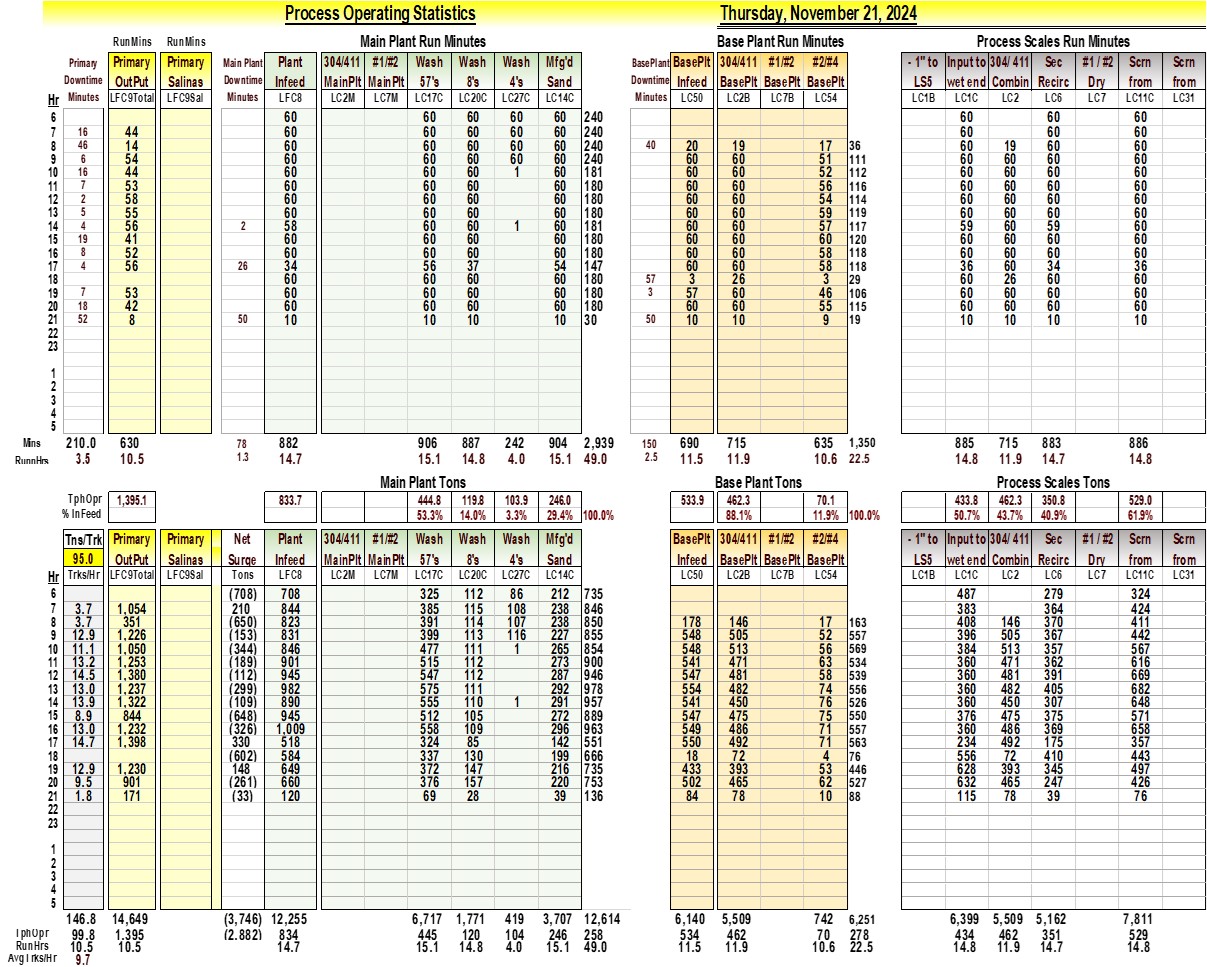 Process Operating Statistics Thursday, November 21, 2024
RunMins RunMins Main Plant Run Minutes Base Plant Run Minutes Process Scales Run Minutes
Primary Primary Primary Main Plant Plant 304/411 #1/#2 Wash Wash Wash Mfg'd BasePlant BasePlt 304/411 #1/#2 #2/#4 - 1" to Input to 304/ 411 Sec #1 / #2 Scrn Scrn
Downtime OutPut Salinas Downtime Infeed MainPlt MainPlt 57's 8's 4's Sand Downtime Infeed BasePlt BasePlt BasePlt LS5 wet end Combin Recirc Dry from from
Hr Minutes LFC9Total LFC9Sal Minutes LFC8 LC2M LC7M LC17C LC20C LC27C LC14C Minutes LC50 LC2B LC7B LC54 LC1B LC1C LC2 LC6 LC7 LC11C LC31
6 60 60 60 60 60 240 60 60 60
7 16 44 60 60 60 60 60 240 60 60 60
8 46 14 60 60 60 60 60 240 40 20 19 17 36 60 19 60 60
9 6 54 60 60 60 60 60 240 60 60 51 111 60 60 60 60
10 16 44 60 60 60 1 60 181 60 60 52 112 60 60 60 60
11 7 53 60 60 60 60 180 60 60 56 116 60 60 60 60
12 2 58 60 60 60 60 180 60 60 54 114 60 60 60 60
13 5 55 60 60 60 60 180 60 60 59 119 60 60 60 60
14 4 56 2 58 60 60 1 60 181 60 60 57 117 59 60 59 60
15 19 41 60 60 60 60 180 60 60 60 120 60 60 60 60
16 8 52 60 60 60 60 180 60 60 58 118 60 60 60 60
17 4 56 26 34 56 37 54 147 60 60 58 118 36 60 34 36
18 60 60 60 60 180 57 3 26 3 29 60 26 60 60
19 7 53 60 60 60 60 180 3 57 60 46 106 60 60 60 60
20 18 42 60 60 60 60 180 60 60 55 115 60 60 60 60
21 52 8 50 10 10 10 10 30 50 10 10 9 19 10 10 10 10
22
23
1
2
3
4
5
Mins 210.0 630 78 882 906 887 242 904 2,939 150 690 715 635 1,350 885 715 883 886
RunnHrs 3.5 10.5 1.3 14.7 15.1 14.8 4.0 15.1 49.0 2.5 11.5 11.9 10.6 22.5 14.8 11.9 14.7 14.8
Main Plant Tons Base Plant Tons Process Scales Tons
TphOpr 1,395.1 833.7 444.8 119.8 103.9 246.0 533.9 462.3 70.1 433.8 462.3 350.8 529.0
% InFeed 53.3% 14.0% 3.3% 29.4% 100.0% 88.1% 11.9% 100.0% 50.7% 43.7% 40.9% 61.9%
Tns/Trk Primary Primary Net Plant 304/411 #1/#2 Wash Wash Wash Mfg'd BasePlt 304/411 #1/#2 #2/#4 - 1" to Input to 304/ 411 Sec #1 / #2 Scrn Scrn
95.0 OutPut Salinas Surge Infeed MainPlt MainPlt 57's 8's 4's Sand Infeed BasePlt BasePlt BasePlt LS5 wet end Combin Recirc Dry from from
Hr Trks/Hr LFC9Total LFC9Sal Tons LFC8 LC2M LC7M LC17C LC20C LC27C LC14C LC50 LC2B LC7B LC54 LC1B LC1C LC2 LC6 LC7 LC11C LC31
6 (708) 708 325 112 86 212 735 487 279 324
7 3.7 1,054 210 844 385 115 108 238 846 383 364 424
8 3.7 351 (650) 823 391 114 107 238 850 178 146 17 163 408 146 370 411
9 12.9 1,226 (153) 831 399 113 116 227 855 548 505 52 557 396 505 367 442
10 11.1 1,050 (344) 846 477 111 1 265 854 548 513 56 569 384 513 357 567
11 13.2 1,253 (189) 901 515 112 273 900 541 471 63 534 360 471 362 616
12 14.5 1,380 (112) 945 547 112 287 946 547 481 58 539 360 481 391 669
13 13.0 1,237 (299) 982 575 111 292 978 554 482 74 556 360 482 405 682
14 13.9 1,322 (109) 890 555 110 1 291 957 541 450 76 526 360 450 307 648
15 8.9 844 (648) 945 512 105 272 889 547 475 75 550 376 475 375 571
16 13.0 1,232 (326) 1,009 558 109 296 963 549 486 71 557 360 486 369 658
17 14.7 1,398 330 518 324 85 142 551 550 492 71 563 234 492 175 357
18 (602) 584 337 130 199 666 18 72 4 76 556 72 410 443
19 12.9 1,230 148 649 372 147 216 735 433 393 53 446 628 393 345 497
20 9.5 901 (261) 660 376 157 220 753 502 465 62 527 632 465 247 426
21 1.8 171 (33) 120 69 28 39 136 84 78 10 88 115 78 39 76
22
23
1
2
3
4
5
146.8 14,649 (3,746) 12,255 6,717 1,771 419 3,707 12,614 6,140 5,509 742 6,251 6,399 5,509 5,162 7,811
TphOpr 99.8 1,395 (2,882) 834 445 120 104 246 258 534 462 70 278 434 462 351 529
RunHrs 10.5 10.5 14.7 15.1 14.8 4.0 15.1 49.0 11.5 11.9 10.6 22.5 14.8 11.9 14.7 14.8
Avg Trks/Hr 9.7